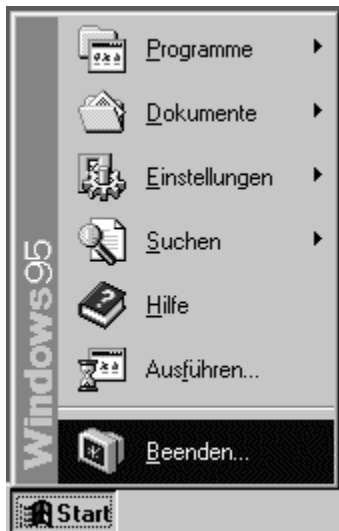 Programme
Dokumente
Einstellungen
Suchen
Hilfe
Ausführen...
Beenden...
Windows95
Start